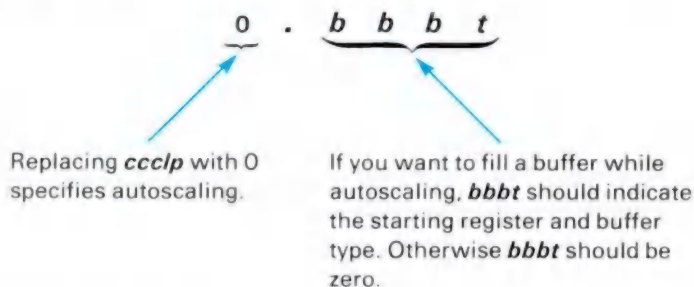 0 . b b b t
Replacing ccclp with 0
specifies autoscaling.
If you want to fill a buffer while
autoscaling, bbbt should indicate
the starting register and buffer
type. Otherwise bbbt should be
zero.